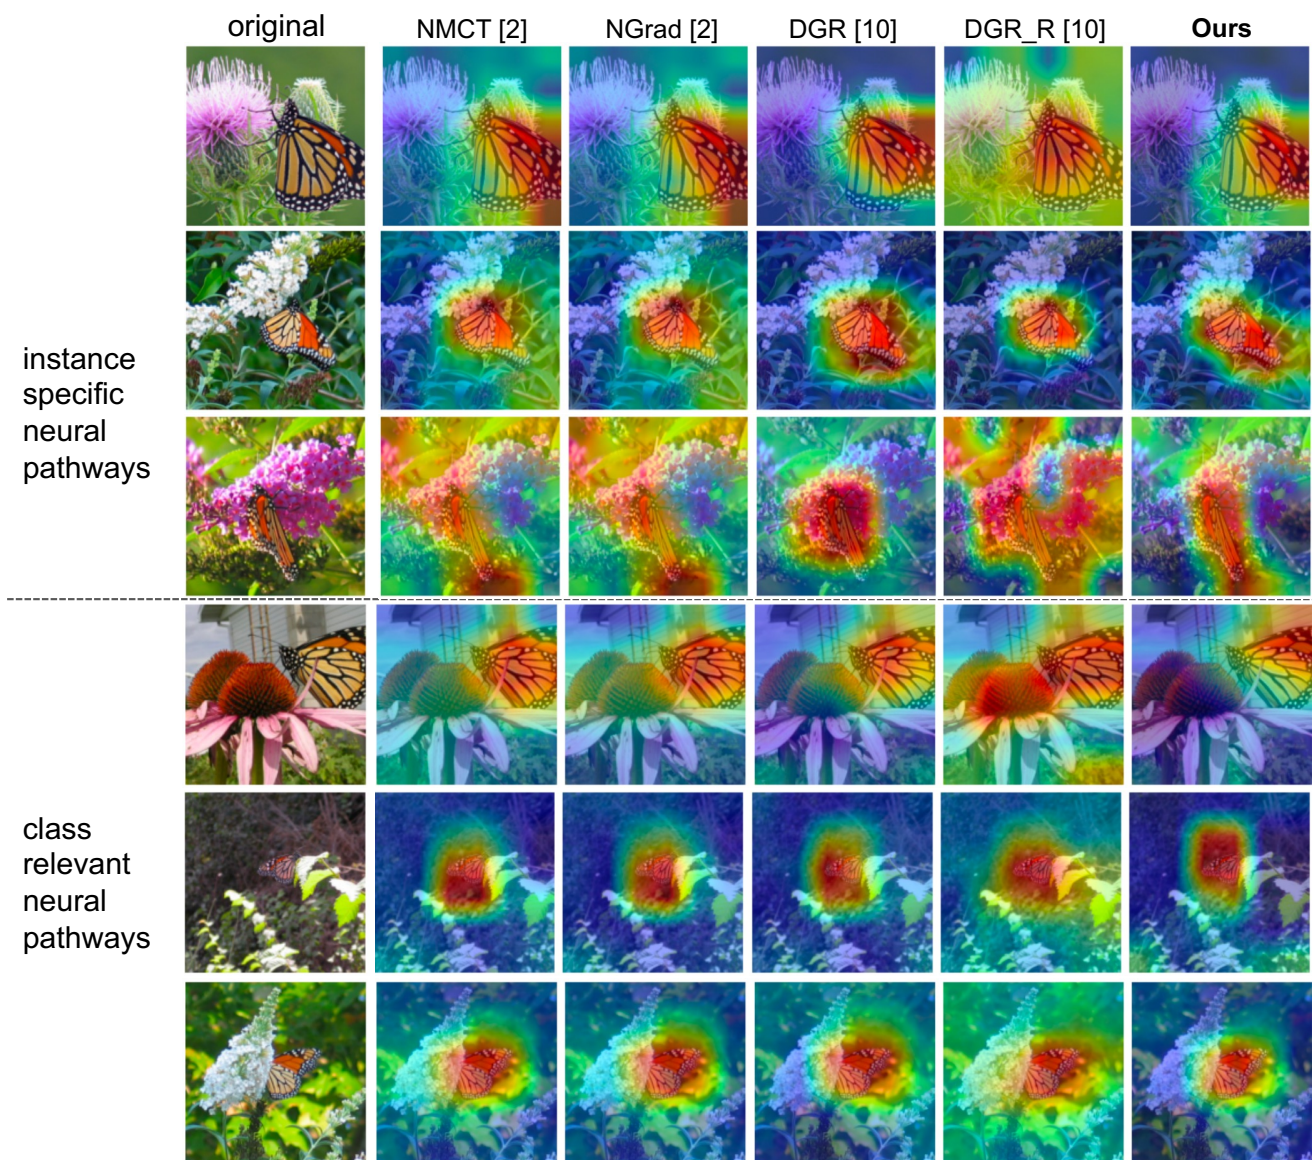 original NMCT [2] NGrad [2] DGR [10] DGR_R [10] Ours
instance
specific
neural
pathways
class
relevant
neural
pathways